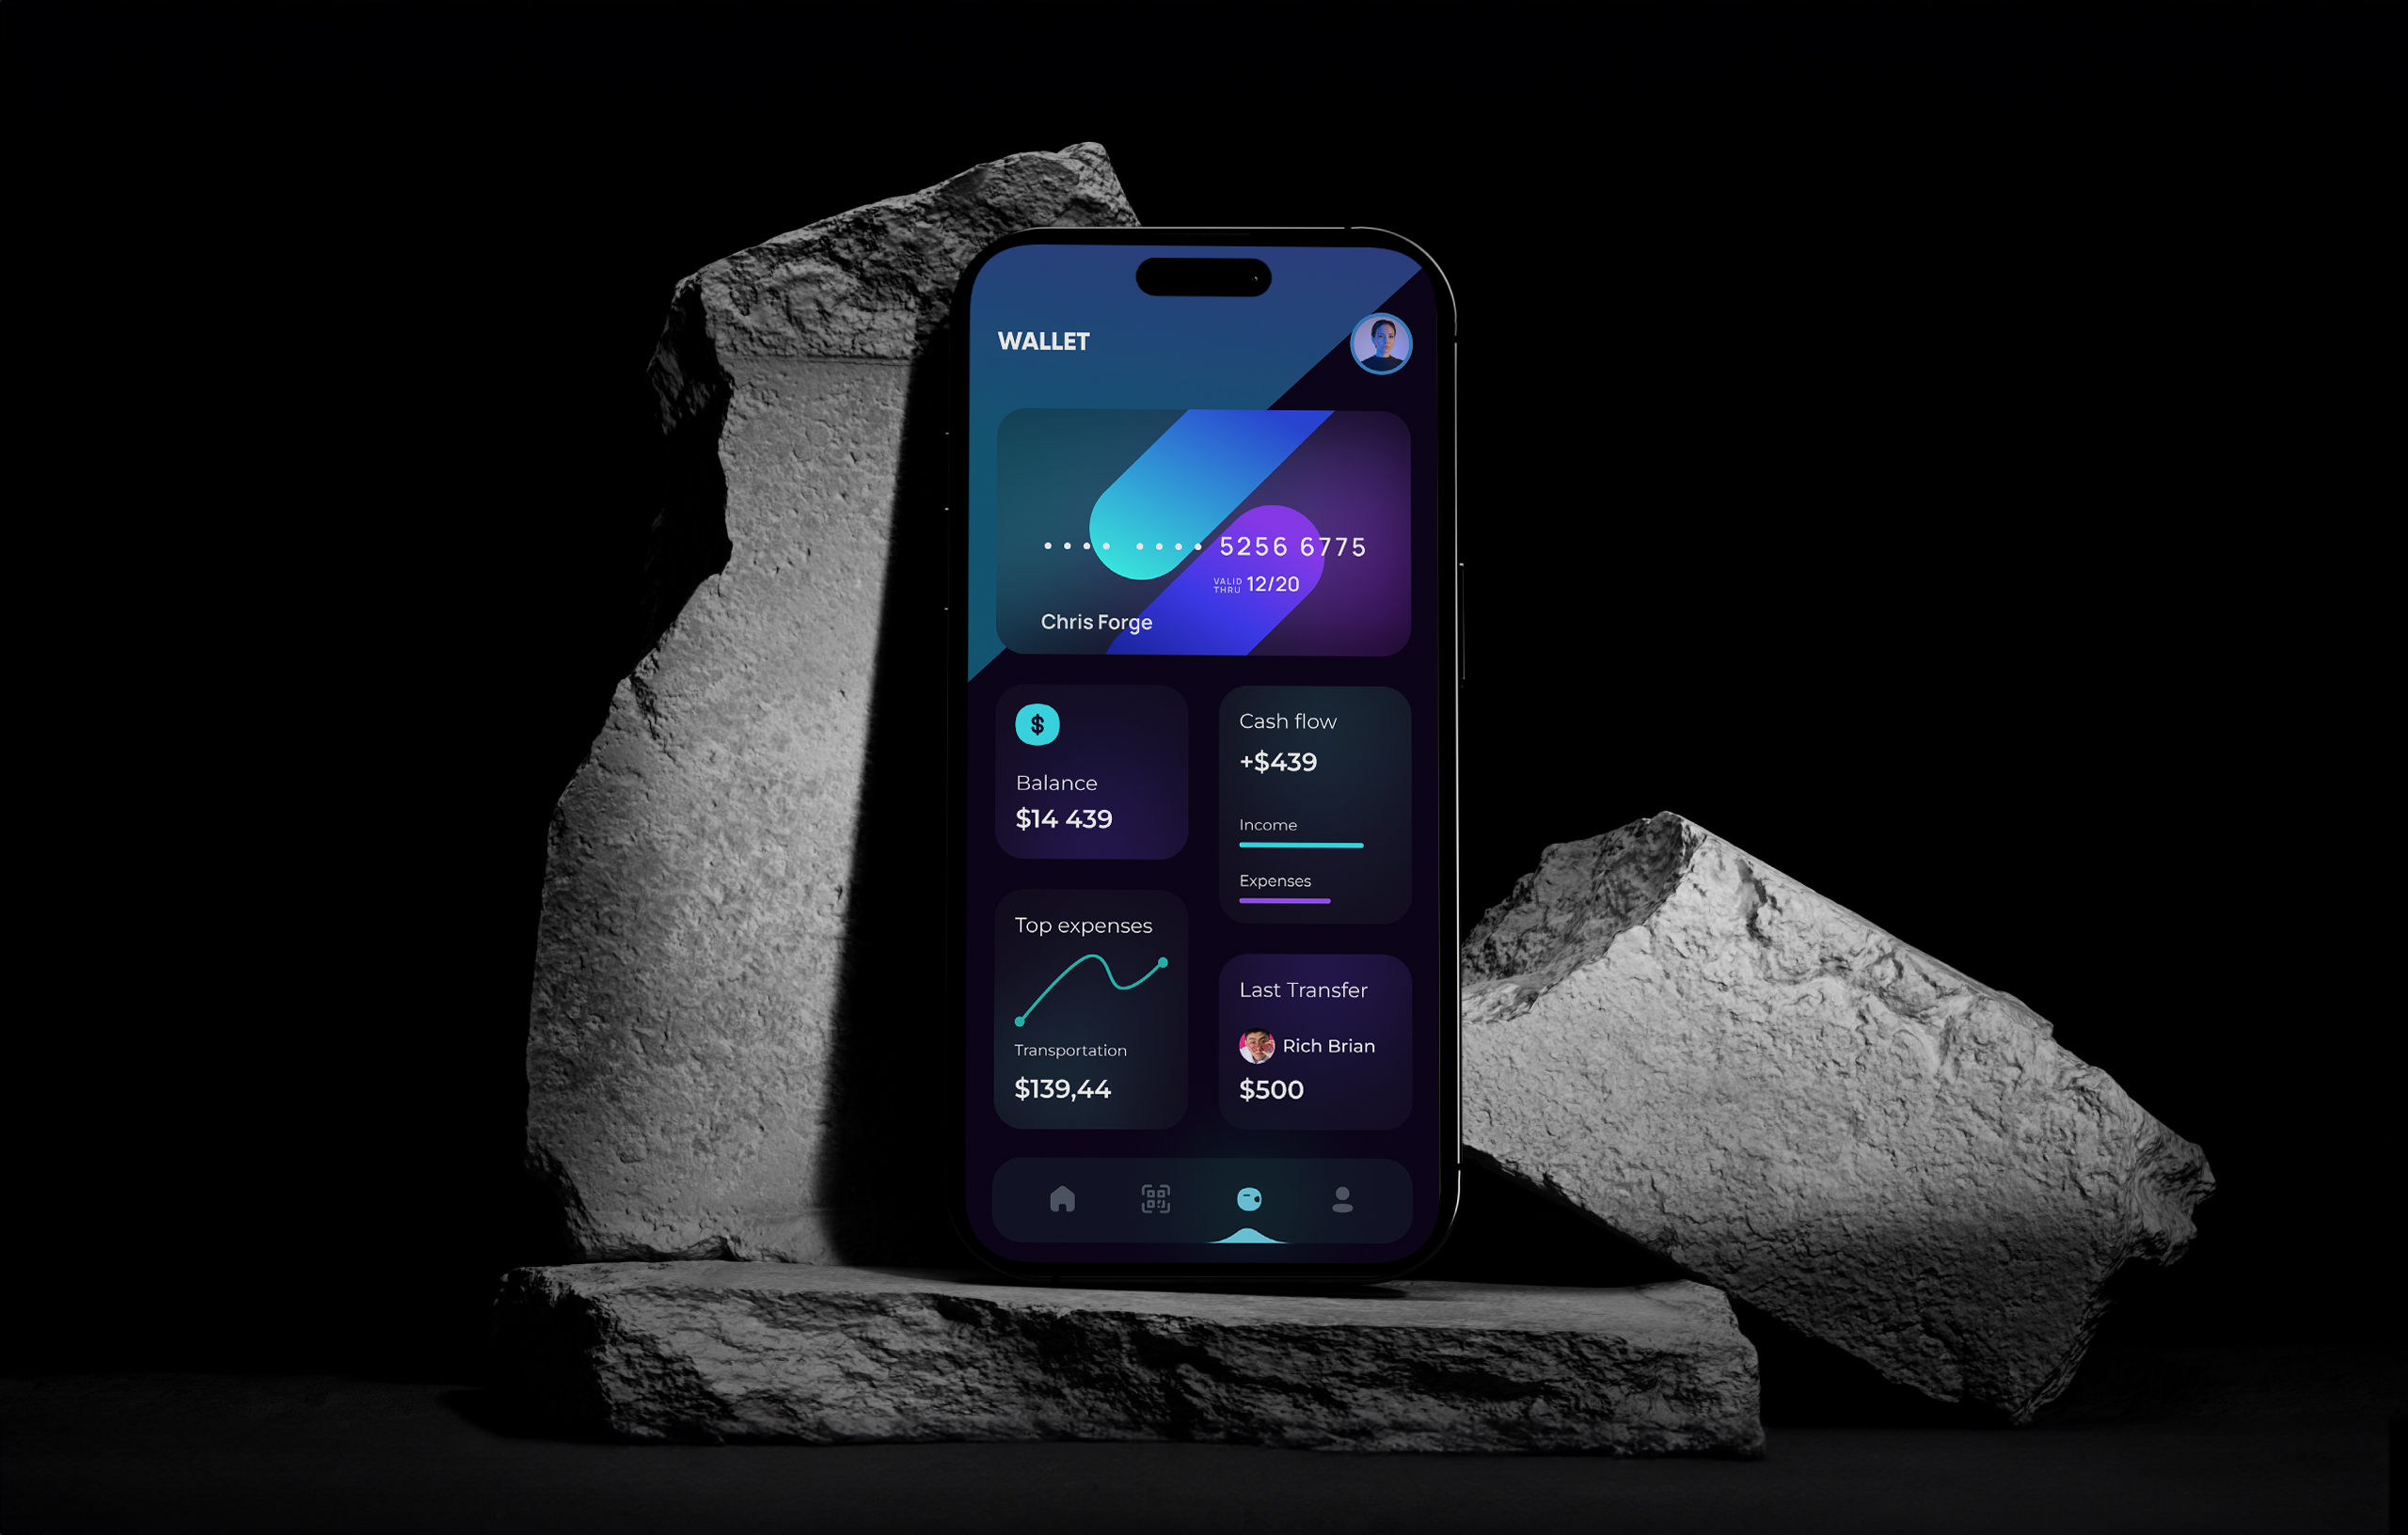 WALLET
•••• •••• 5256 6775
VALID THRU 12/20
Chris Forge
$
Balance
$14 439
Cash flow
+$439
Income
Expenses
Top expenses
Transportation
$139,44
Last Transfer
Rich Brian
$500